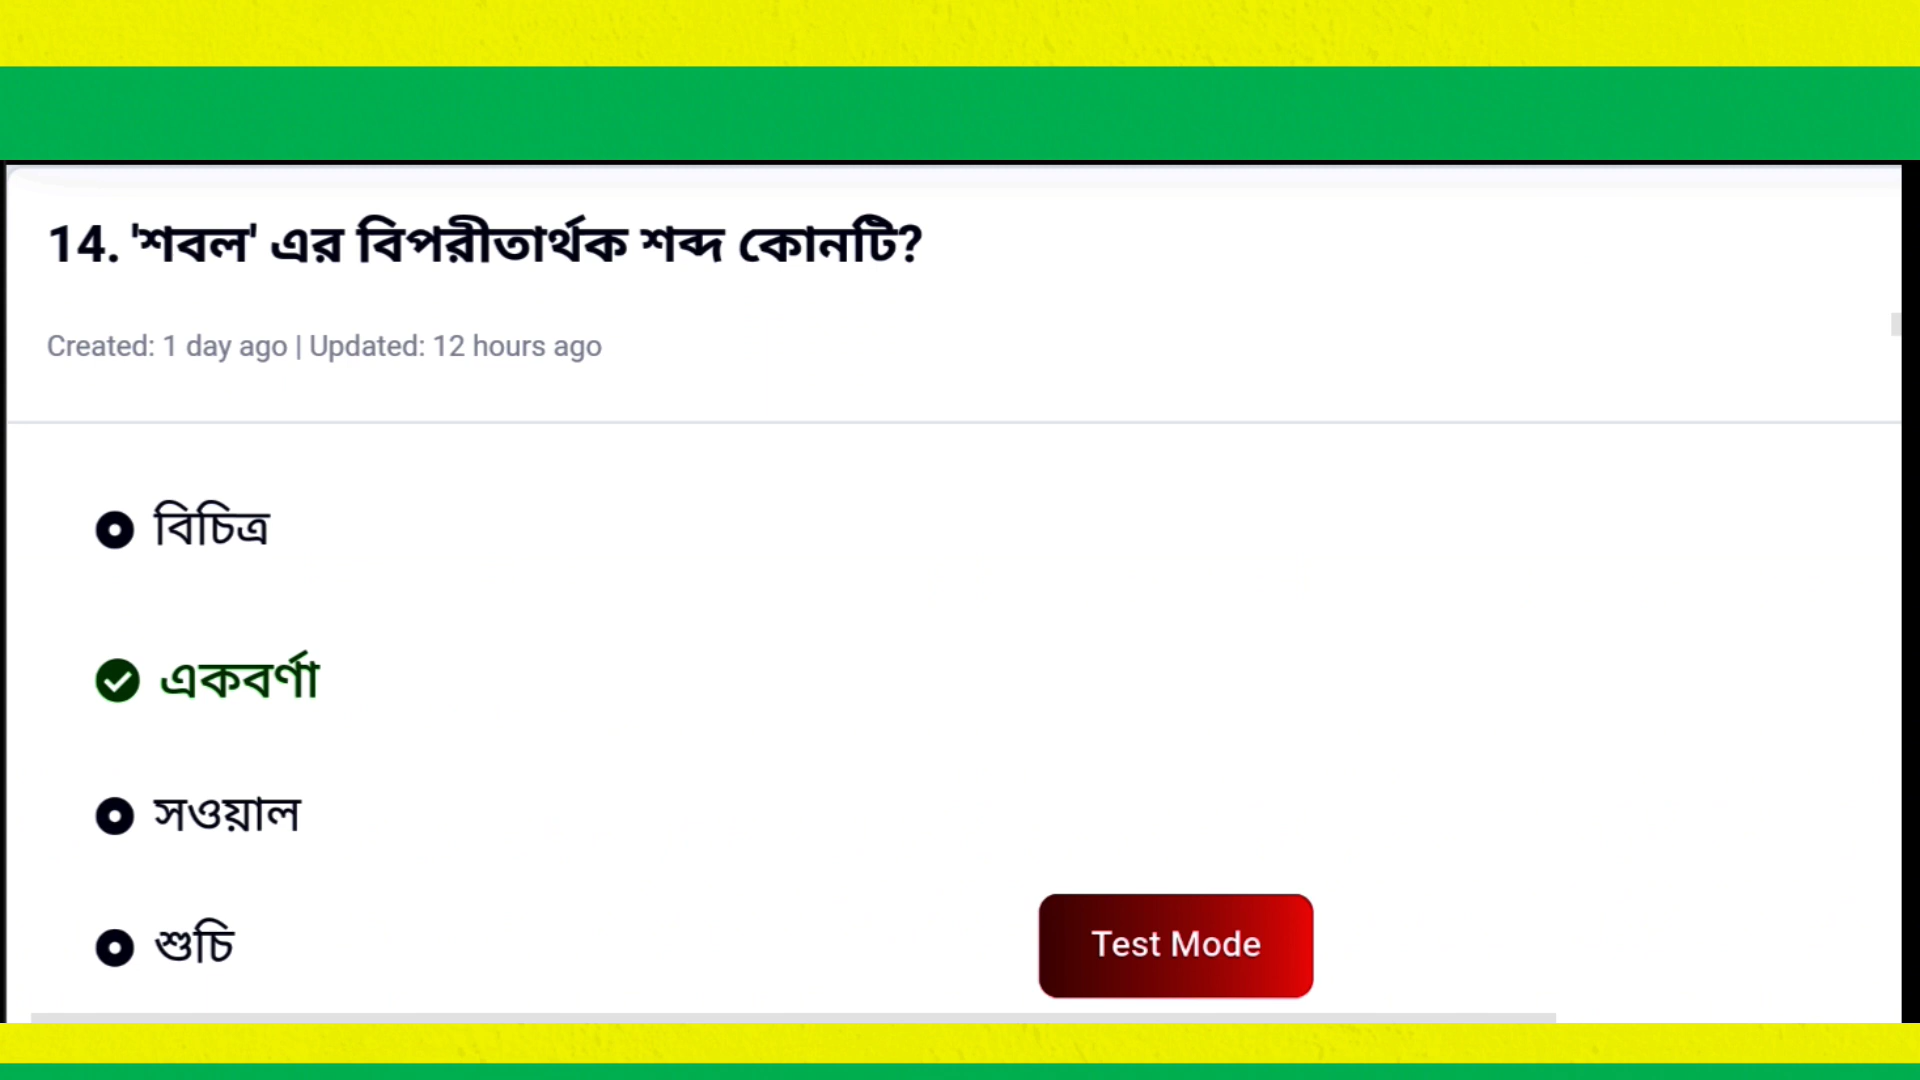 14. 'শবল' এর বিপরীতার্থক শব্দ কোনটি?
Created: 1 day ago | Updated: 12 hours ago
বিচিত্র
একবর্ণা
সওয়াল
শুচি
Test Mode